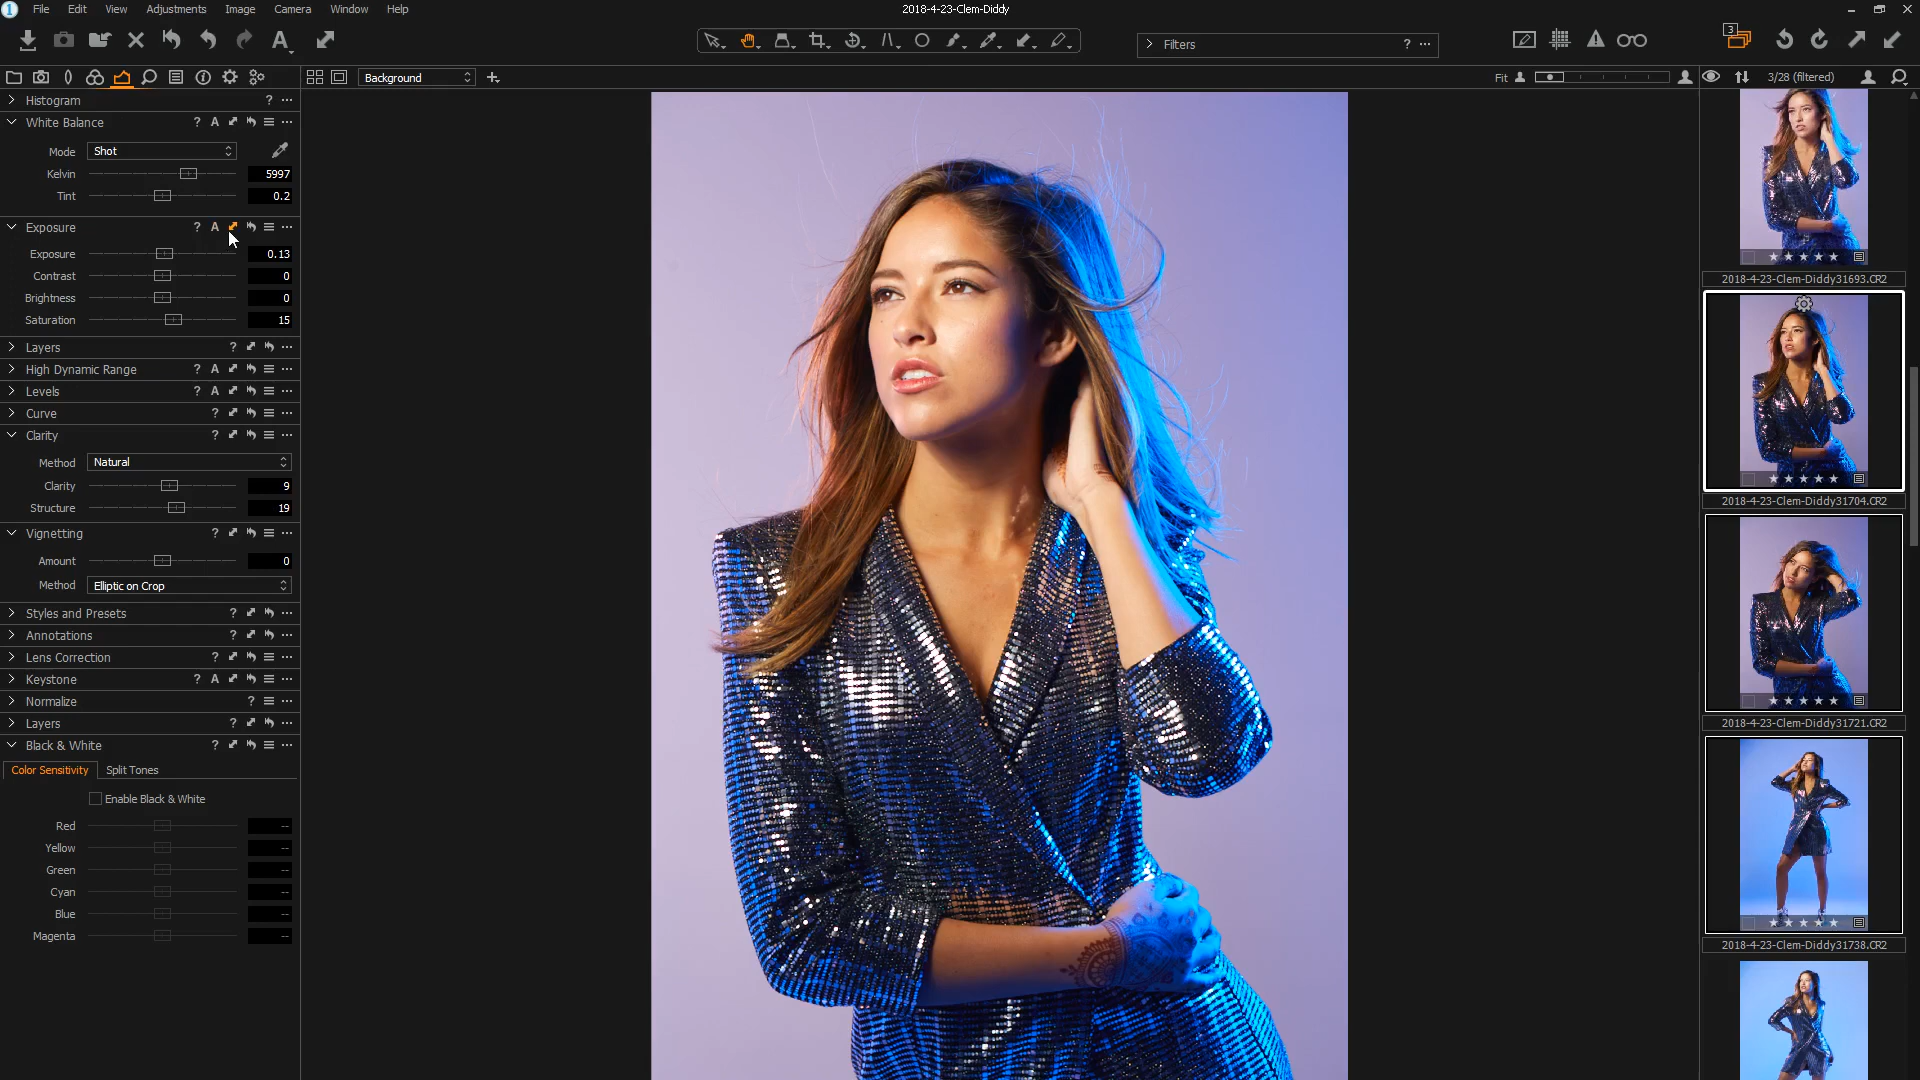 File Edit View Adjustments Image Camera Window Help
2018-4-23-Clem-Diddy
A
Filters ? ...
3
Background
Fit
3/28 (filtered)
Histogram ? ...
White Balance ? A ...
Mode Shot
Kelvin 5997
Tint 0.2
Exposure ? A ...
Exposure 0.13
Contrast 0
Brightness 0
Saturation 15
Layers ? ...
High Dynamic Range ? A ...
Levels ? A ...
Curve ? ...
Clarity ? ...
Method Natural
Clarity 9
Structure 19
Vignetting ? ...
Amount 0
Method Elliptic on Crop
Styles and Presets ? ...
Annotations ? ...
Lens Correction ? ...
Keystone ? A ...
Normalize ? ...
Layers ? ...
Black & White ? ...
Color Sensitivity Split Tones
Enable Black & White
Red --
Yellow --
Green --
Cyan --
Blue --
Magenta --
2018-4-23-Clem-Diddy31693.CR2
2018-4-23-Clem-Diddy31704.CR2
2018-4-23-Clem-Diddy31721.CR2
2018-4-23-Clem-Diddy31738.CR2